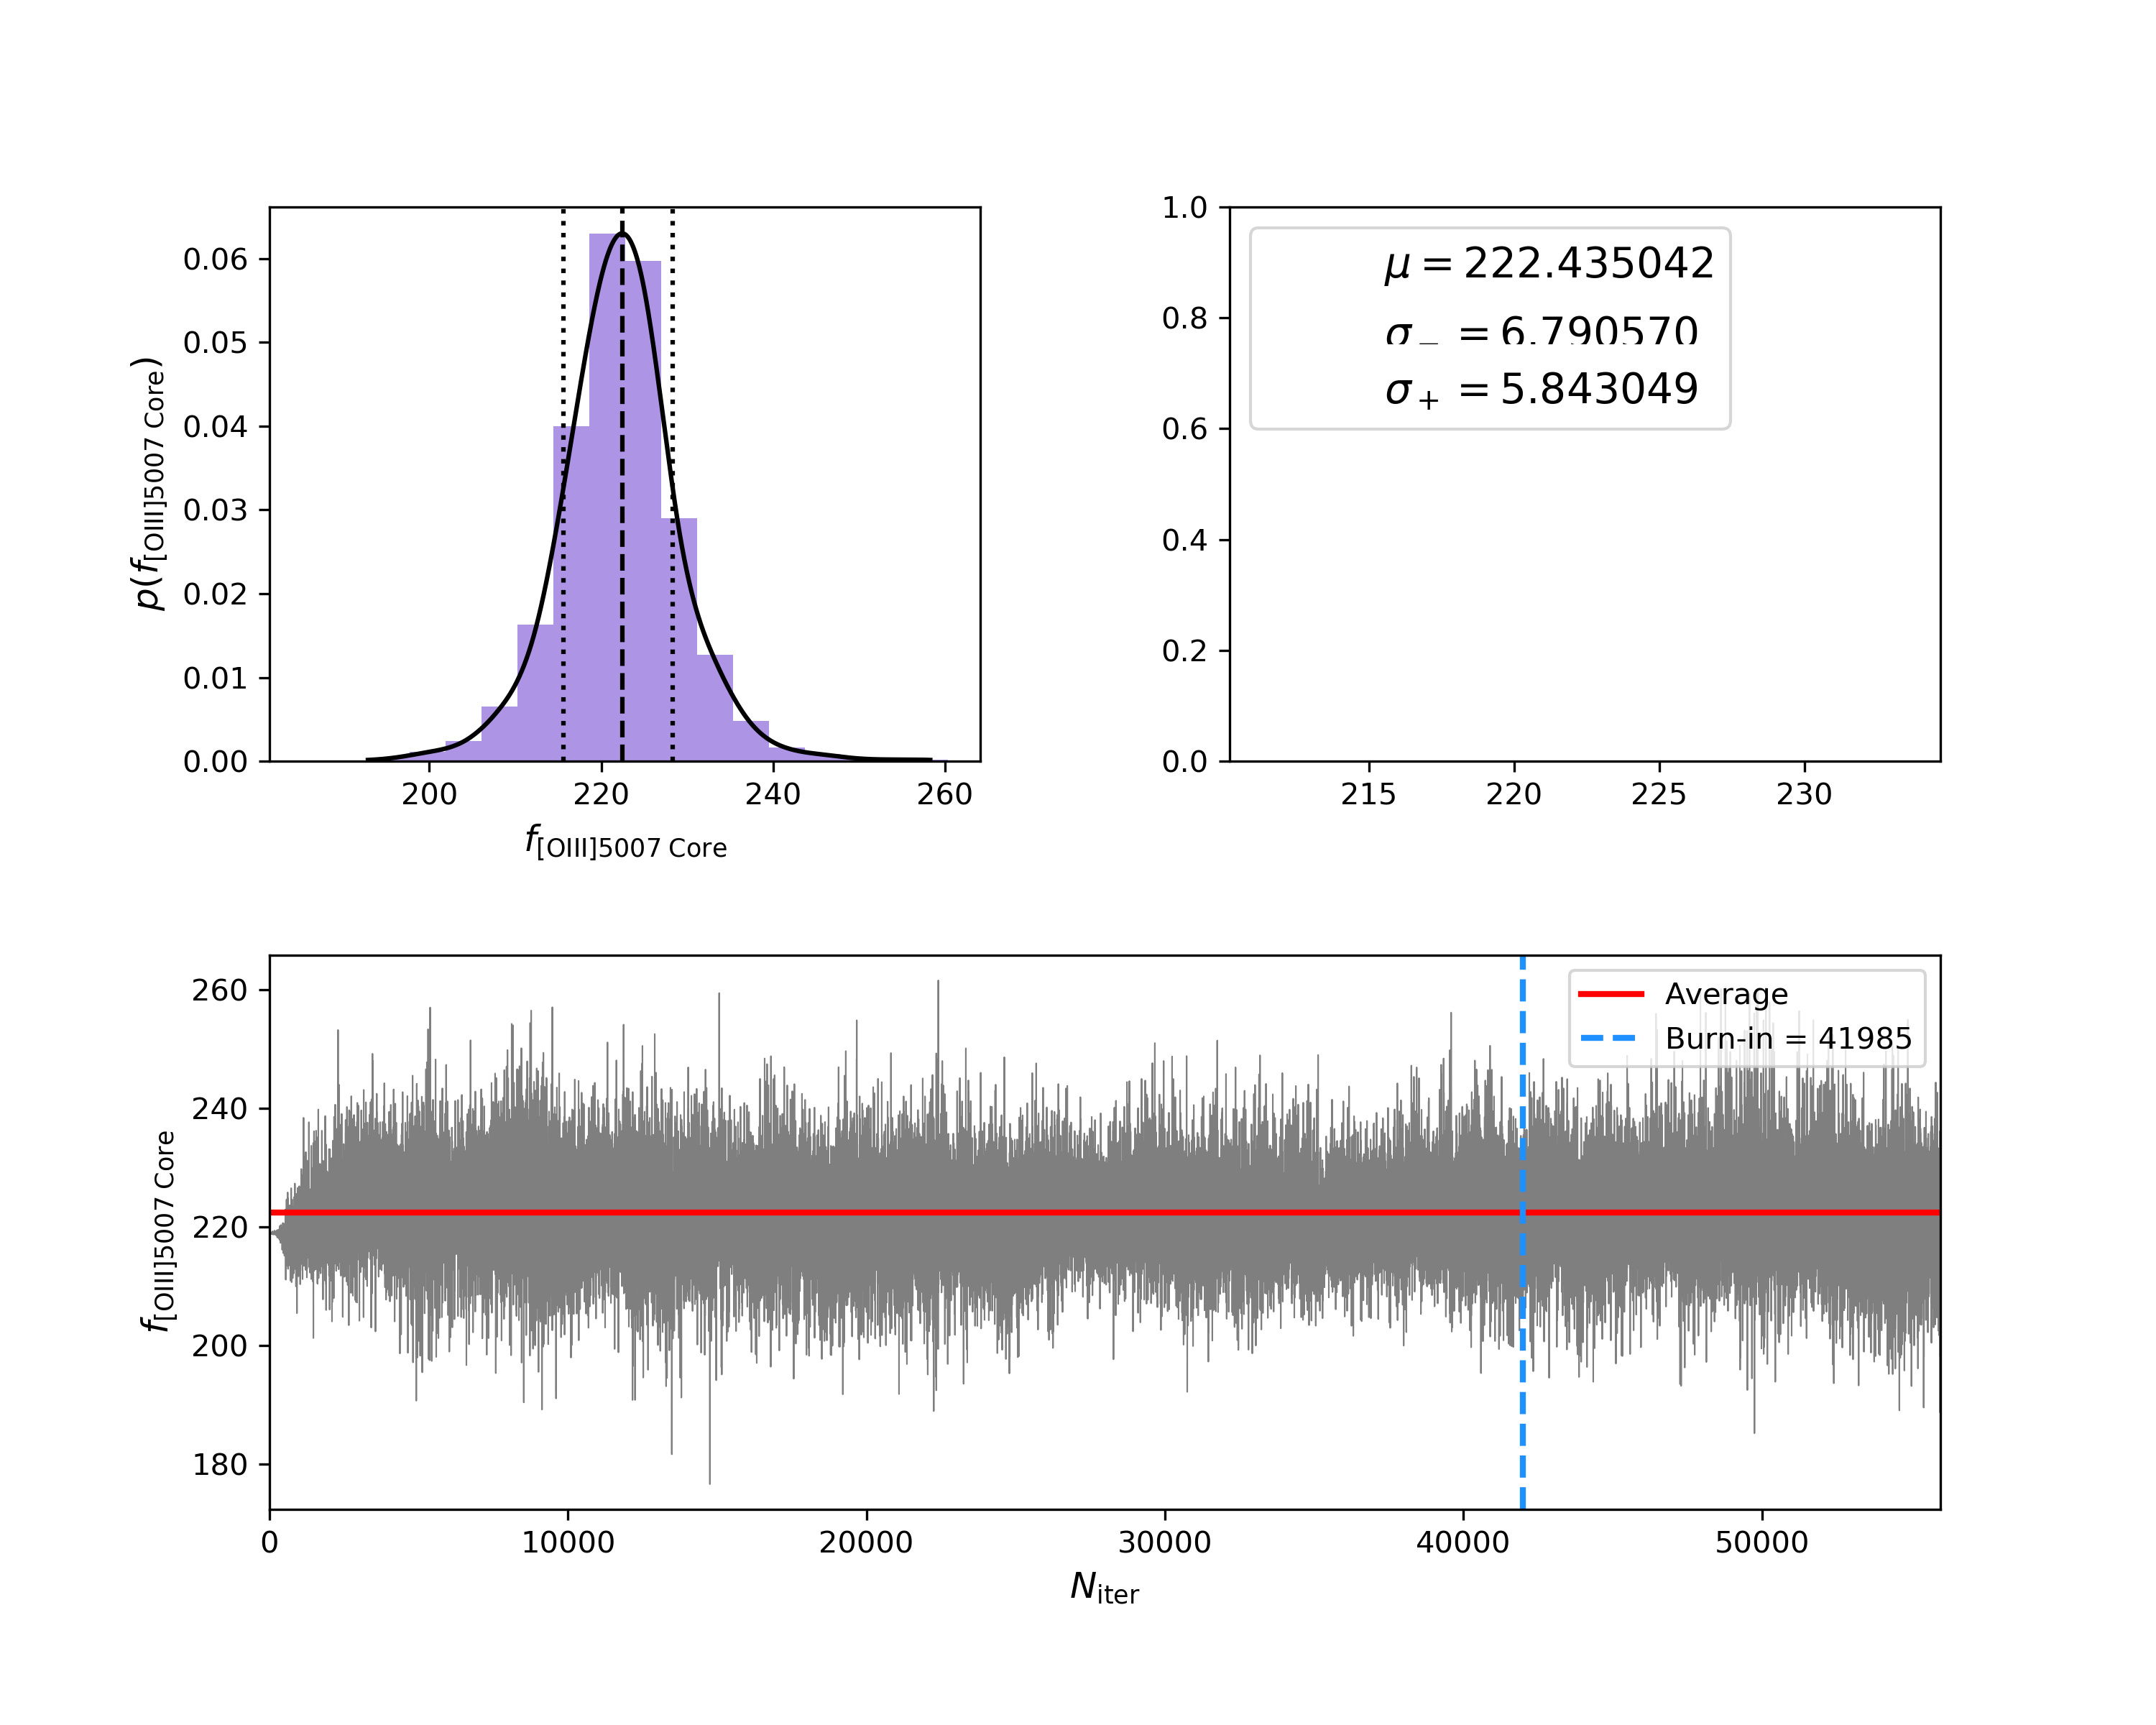 0.06
0.05
0.04
0.03
0.02
0.01
0.00
200 220 240 260
p(f[OIII]5007 Core)
f[OIII]5007 Core
1.0
0.8
0.6
0.4
0.2
0.0
215 220 225 230
μ = 222.435042
σ− = 6.790570
σ+ = 5.843049
260
240
220
200
180
f[OIII]5007 Core
Average
Burn-in = 41985
0 10000 20000 30000 40000 50000
Niter